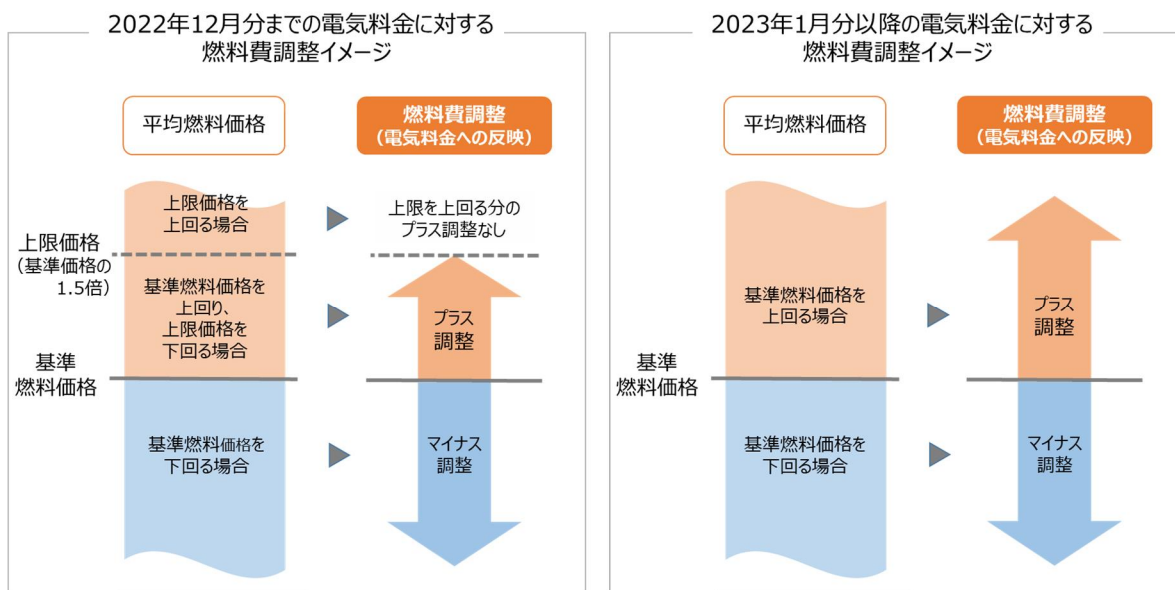 2022年12月分までの電気料金に対する
燃料費調整イメージ
平均燃料価格
燃料費調整
(電気料金への反映)
上限価格を
上回る場合
上限を上回る分の
プラス調整なし
上限価格
(基準価格の
1.5倍)
基準燃料価格を
上回り、
上限価格を
下回る場合
プラス
調整
基準
燃料価格
基準燃料価格を
下回る場合
マイナス
調整
2023年1月分以降の電気料金に対する
燃料費調整イメージ
平均燃料価格
燃料費調整
(電気料金への反映)
基準燃料価格を
上回る場合
プラス
調整
基準
燃料価格
基準燃料価格を
下回る場合
マイナス
調整